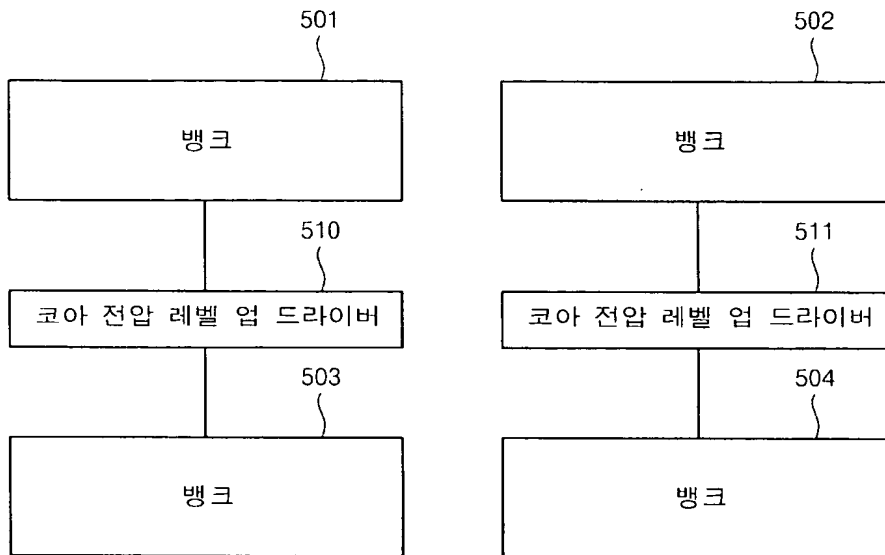 501
502
뱅크
뱅크
510
511
코아 전압 레벨 업 드라이버
코아 전압 레벨 업 드라이버
503
504
뱅크
뱅크